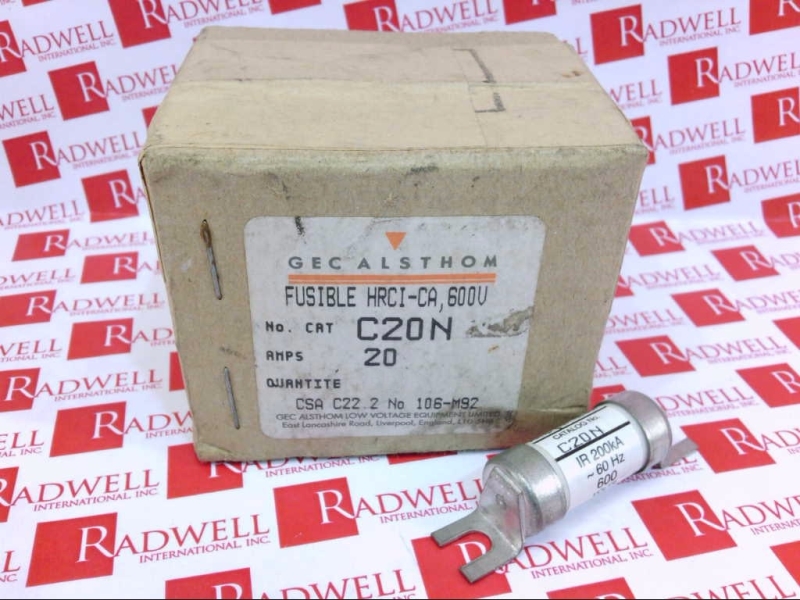 GEC ALSTHOM
FUSIBLE HRCI-CA, 600V
No. CAT C20N
AMPS 20
QUANTITE
CSA C22.2 No 106-M92
GEC ALSTHOM LOW VOLTAGE EQUIPMENT LIMITED
East Lancashire Road, Liverpool, England,
CATALOG No.
C20N
IR 200kA
~ 60 Hz
600
RADWELL
INTERNATIONAL, INC.